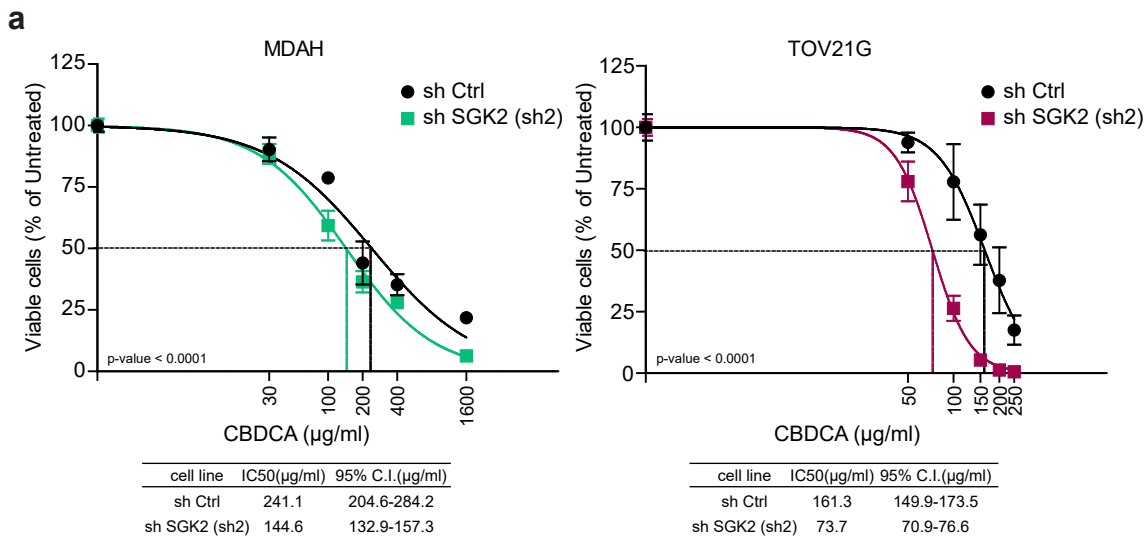 a
MDAH
Viable cells (% of Untreated)
125
100
75
50
25
0
sh Ctrl
sh SGK2 (sh2)
p-value < 0.0001
30
100
200
400
1600
CBDCA (µg/ml)
cell line IC50(µg/ml) 95% C.I.(µg/ml)
sh Ctrl 241.1 204.6-284.2
sh SGK2 (sh2) 144.6 132.9-157.3
TOV21G
Viable cells (% of Untreated)
125
100
75
50
25
0
sh Ctrl
sh SGK2 (sh2)
p-value < 0.0001
50
100
150
200
250
CBDCA (µg/ml)
cell line IC50(µg/ml) 95% C.I.(µg/ml)
sh Ctrl 161.3 149.9-173.5
sh SGK2 (sh2) 73.7 70.9-76.6